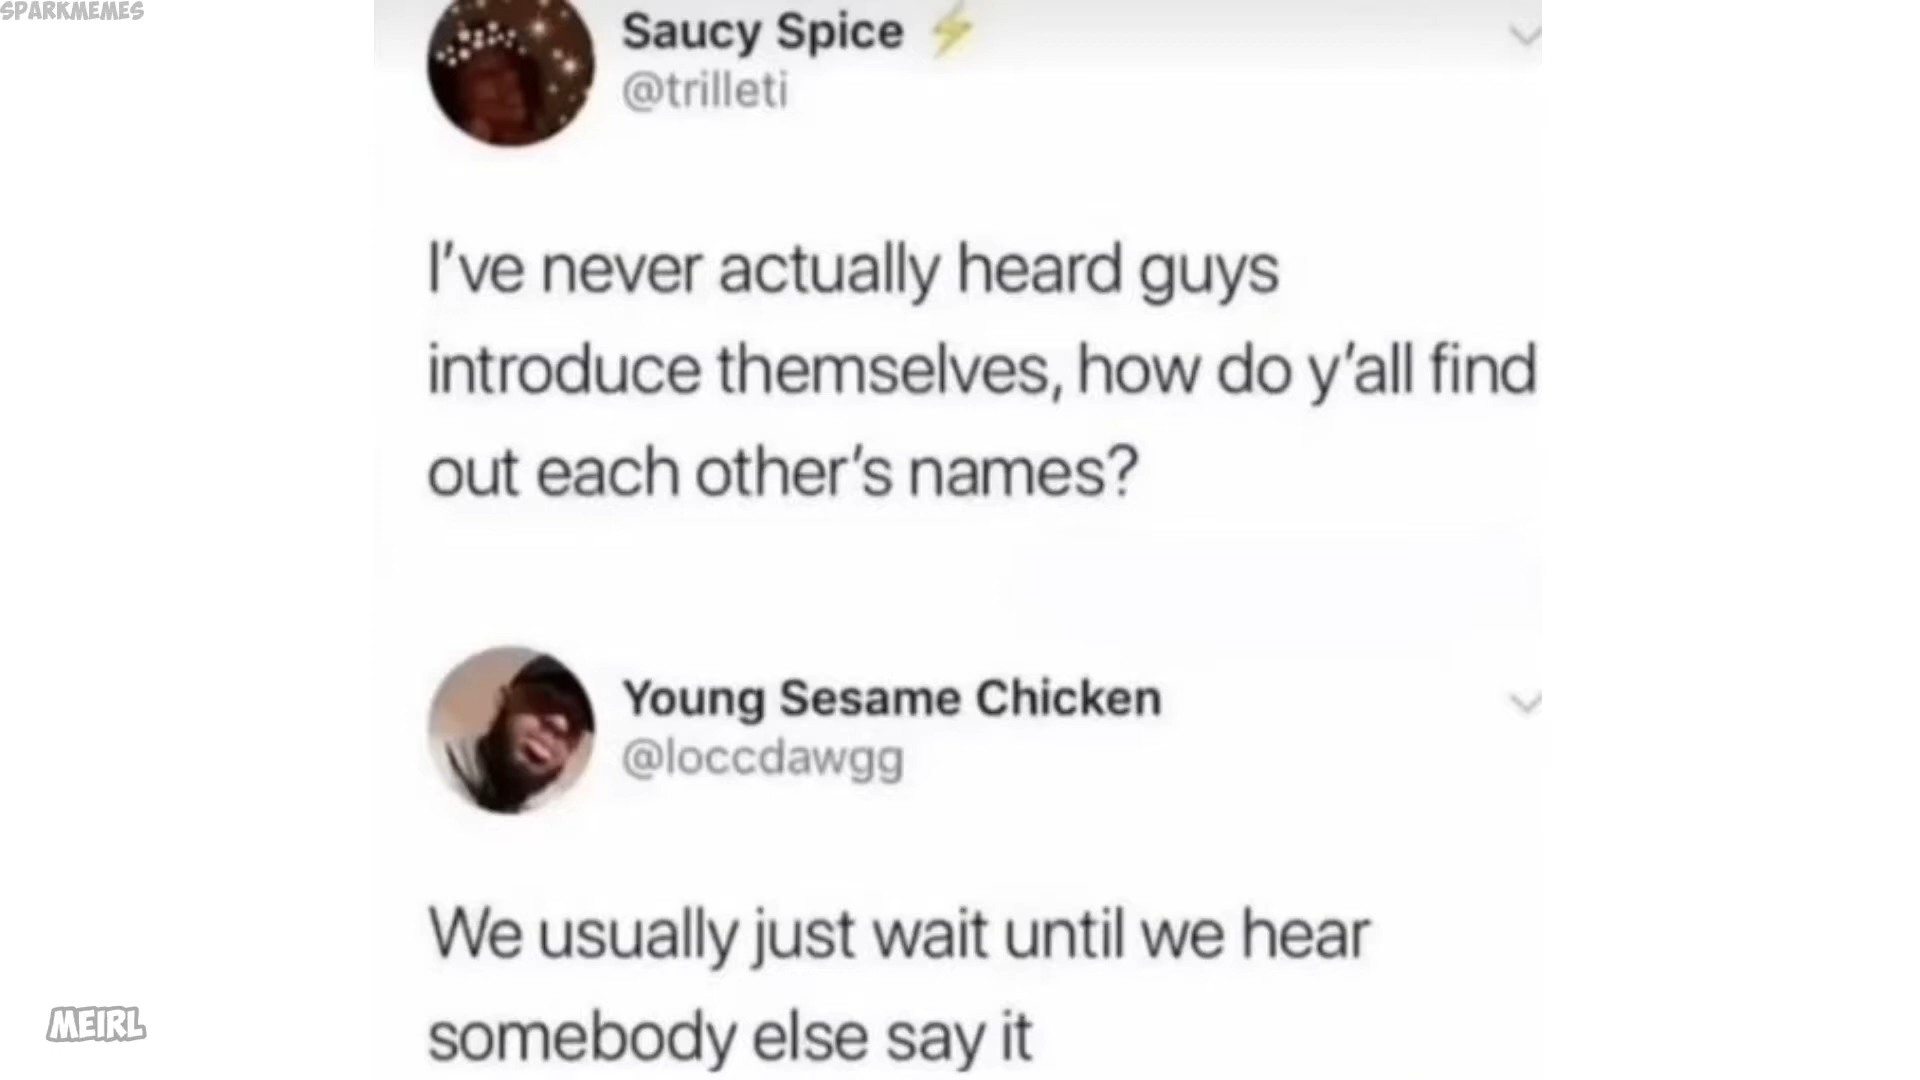 SPARKMEMES
Saucy Spice ⚡
@trilleti
I've never actually heard guys
introduce themselves, how do y'all find
out each other's names?
Young Sesame Chicken
@loccdawgg
We usually just wait until we hear
somebody else say it
MEIRL